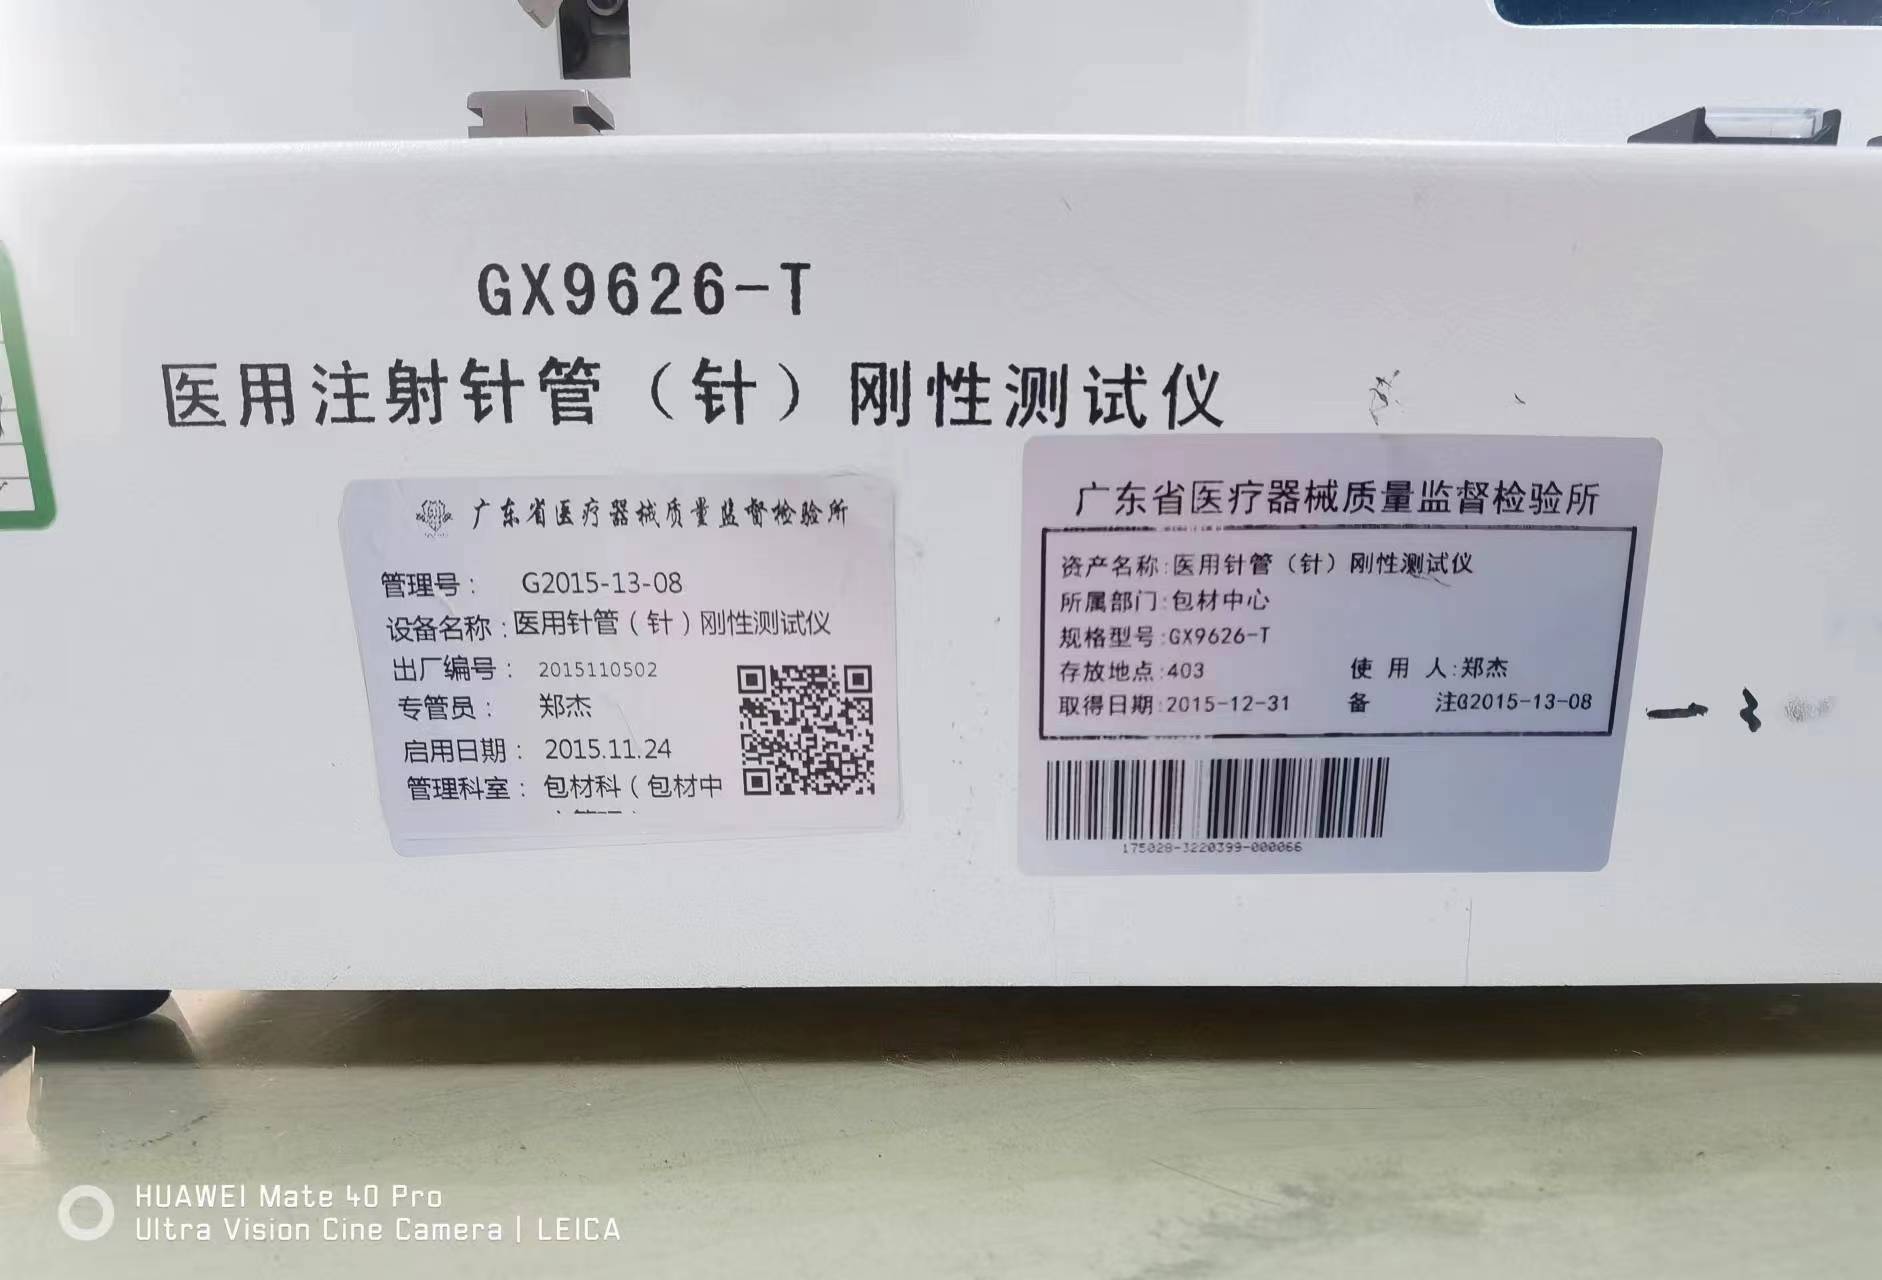 GX9626-T
医用注射针管（针）刚性测试仪
广东省医疗器械质量监督检验所
管理号： G2015-13-08
设备名称：医用针管（针）刚性测试仪
出厂编号： 2015110502
专管员： 郑杰
启用日期： 2015.11.24
管理科室： 包材科（包材中
广东省医疗器械质量监督检验所
资产名称:医用针管（针）刚性测试仪
所属部门:包材中心
规格型号:GX9626-T
存放地点:403 使用人:郑杰
取得日期:2015-12-31 备注G2015-13-08
175028-3220399-000066
HUAWEI Mate 40 Pro
Ultra Vision Cine Camera | LEICA